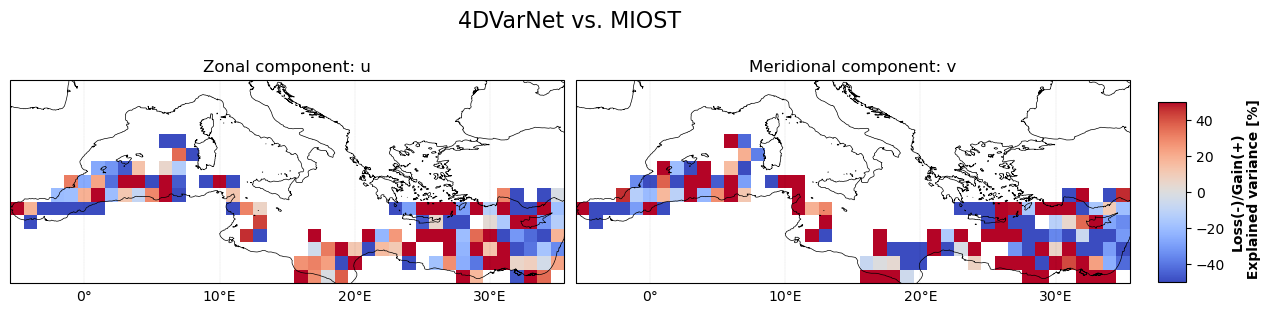 4DVarNet vs. MIOST
Zonal component: u
Meridional component: v
0°
10°E
20°E
30°E
0°
10°E
20°E
30°E
40
20
0
−20
−40
Loss(-)/Gain(+)
Explained variance [%]